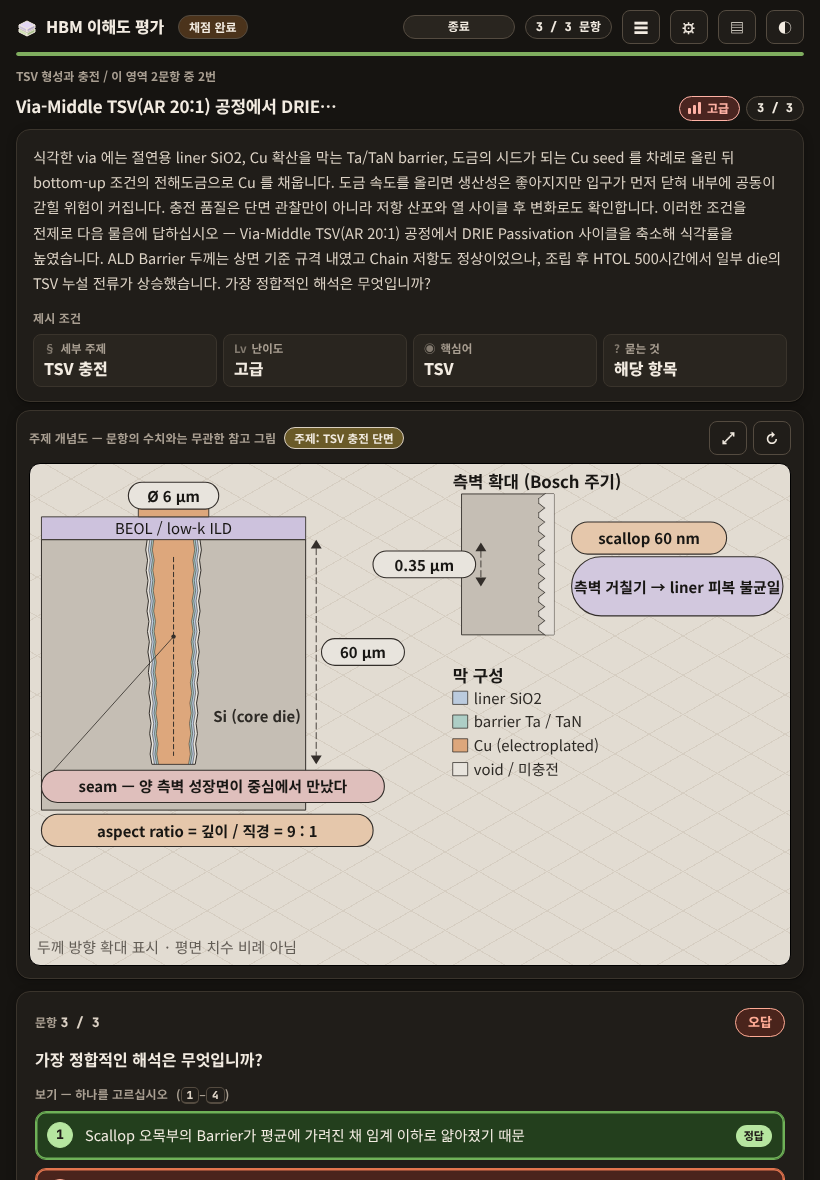 HBM 이해도 평가
채점 완료
종료
3 / 3 문항
TSV 형성과 충전 / 이 영역 2문항 중 2번
Via-Middle TSV(AR 20:1) 공정에서 DRIE…
고급
3 / 3
식각한 via 에는 절연용 liner SiO2, Cu 확산을 막는 Ta/TaN barrier, 도금의 시드가 되는 Cu seed 를 차례로 올린 뒤
bottom-up 조건의 전해도금으로 Cu 를 채웁니다. 도금 속도를 올리면 생산성은 좋아지지만 입구가 먼저 닫혀 내부에 공동이
갇힐 위험이 커집니다. 충전 품질은 단면 관찰만이 아니라 저항 산포와 열 사이클 후 변화로도 확인합니다. 이러한 조건을
전제로 다음 물음에 답하십시오 — Via-Middle TSV(AR 20:1) 공정에서 DRIE Passivation 사이클을 축소해 식각률을
높였습니다. ALD Barrier 두께는 상면 기준 규격 내였고 Chain 저항도 정상이었으나, 조립 후 HTOL 500시간에서 일부 die의
TSV 누설 전류가 상승했습니다. 가장 정합적인 해석은 무엇입니까?
제시 조건
§ 세부 주제
TSV 충전
Lv 난이도
고급
◉ 핵심어
TSV
? 묻는 것
해당 항목
주제 개념도 — 문항의 수치와는 무관한 참고 그림
주제: TSV 충전 단면
Ø 6 µm
BEOL / low-k ILD
60 µm
Si (core die)
seam — 양 측벽 성장면이 중심에서 만났다
aspect ratio = 깊이 / 직경 = 9 : 1
측벽 확대 (Bosch 주기)
0.35 µm
scallop 60 nm
측벽 거칠기 → liner 피복 불균일
막 구성
liner SiO2
barrier Ta / TaN
Cu (electroplated)
void / 미충전
두께 방향 확대 표시 · 평면 치수 비례 아님
문항 3 / 3
오답
가장 정합적인 해석은 무엇입니까?
보기 — 하나를 고르십시오 (1–4)
1 Scallop 오목부의 Barrier가 평균에 가려진 채 임계 이하로 얇아졌기 때문
정답